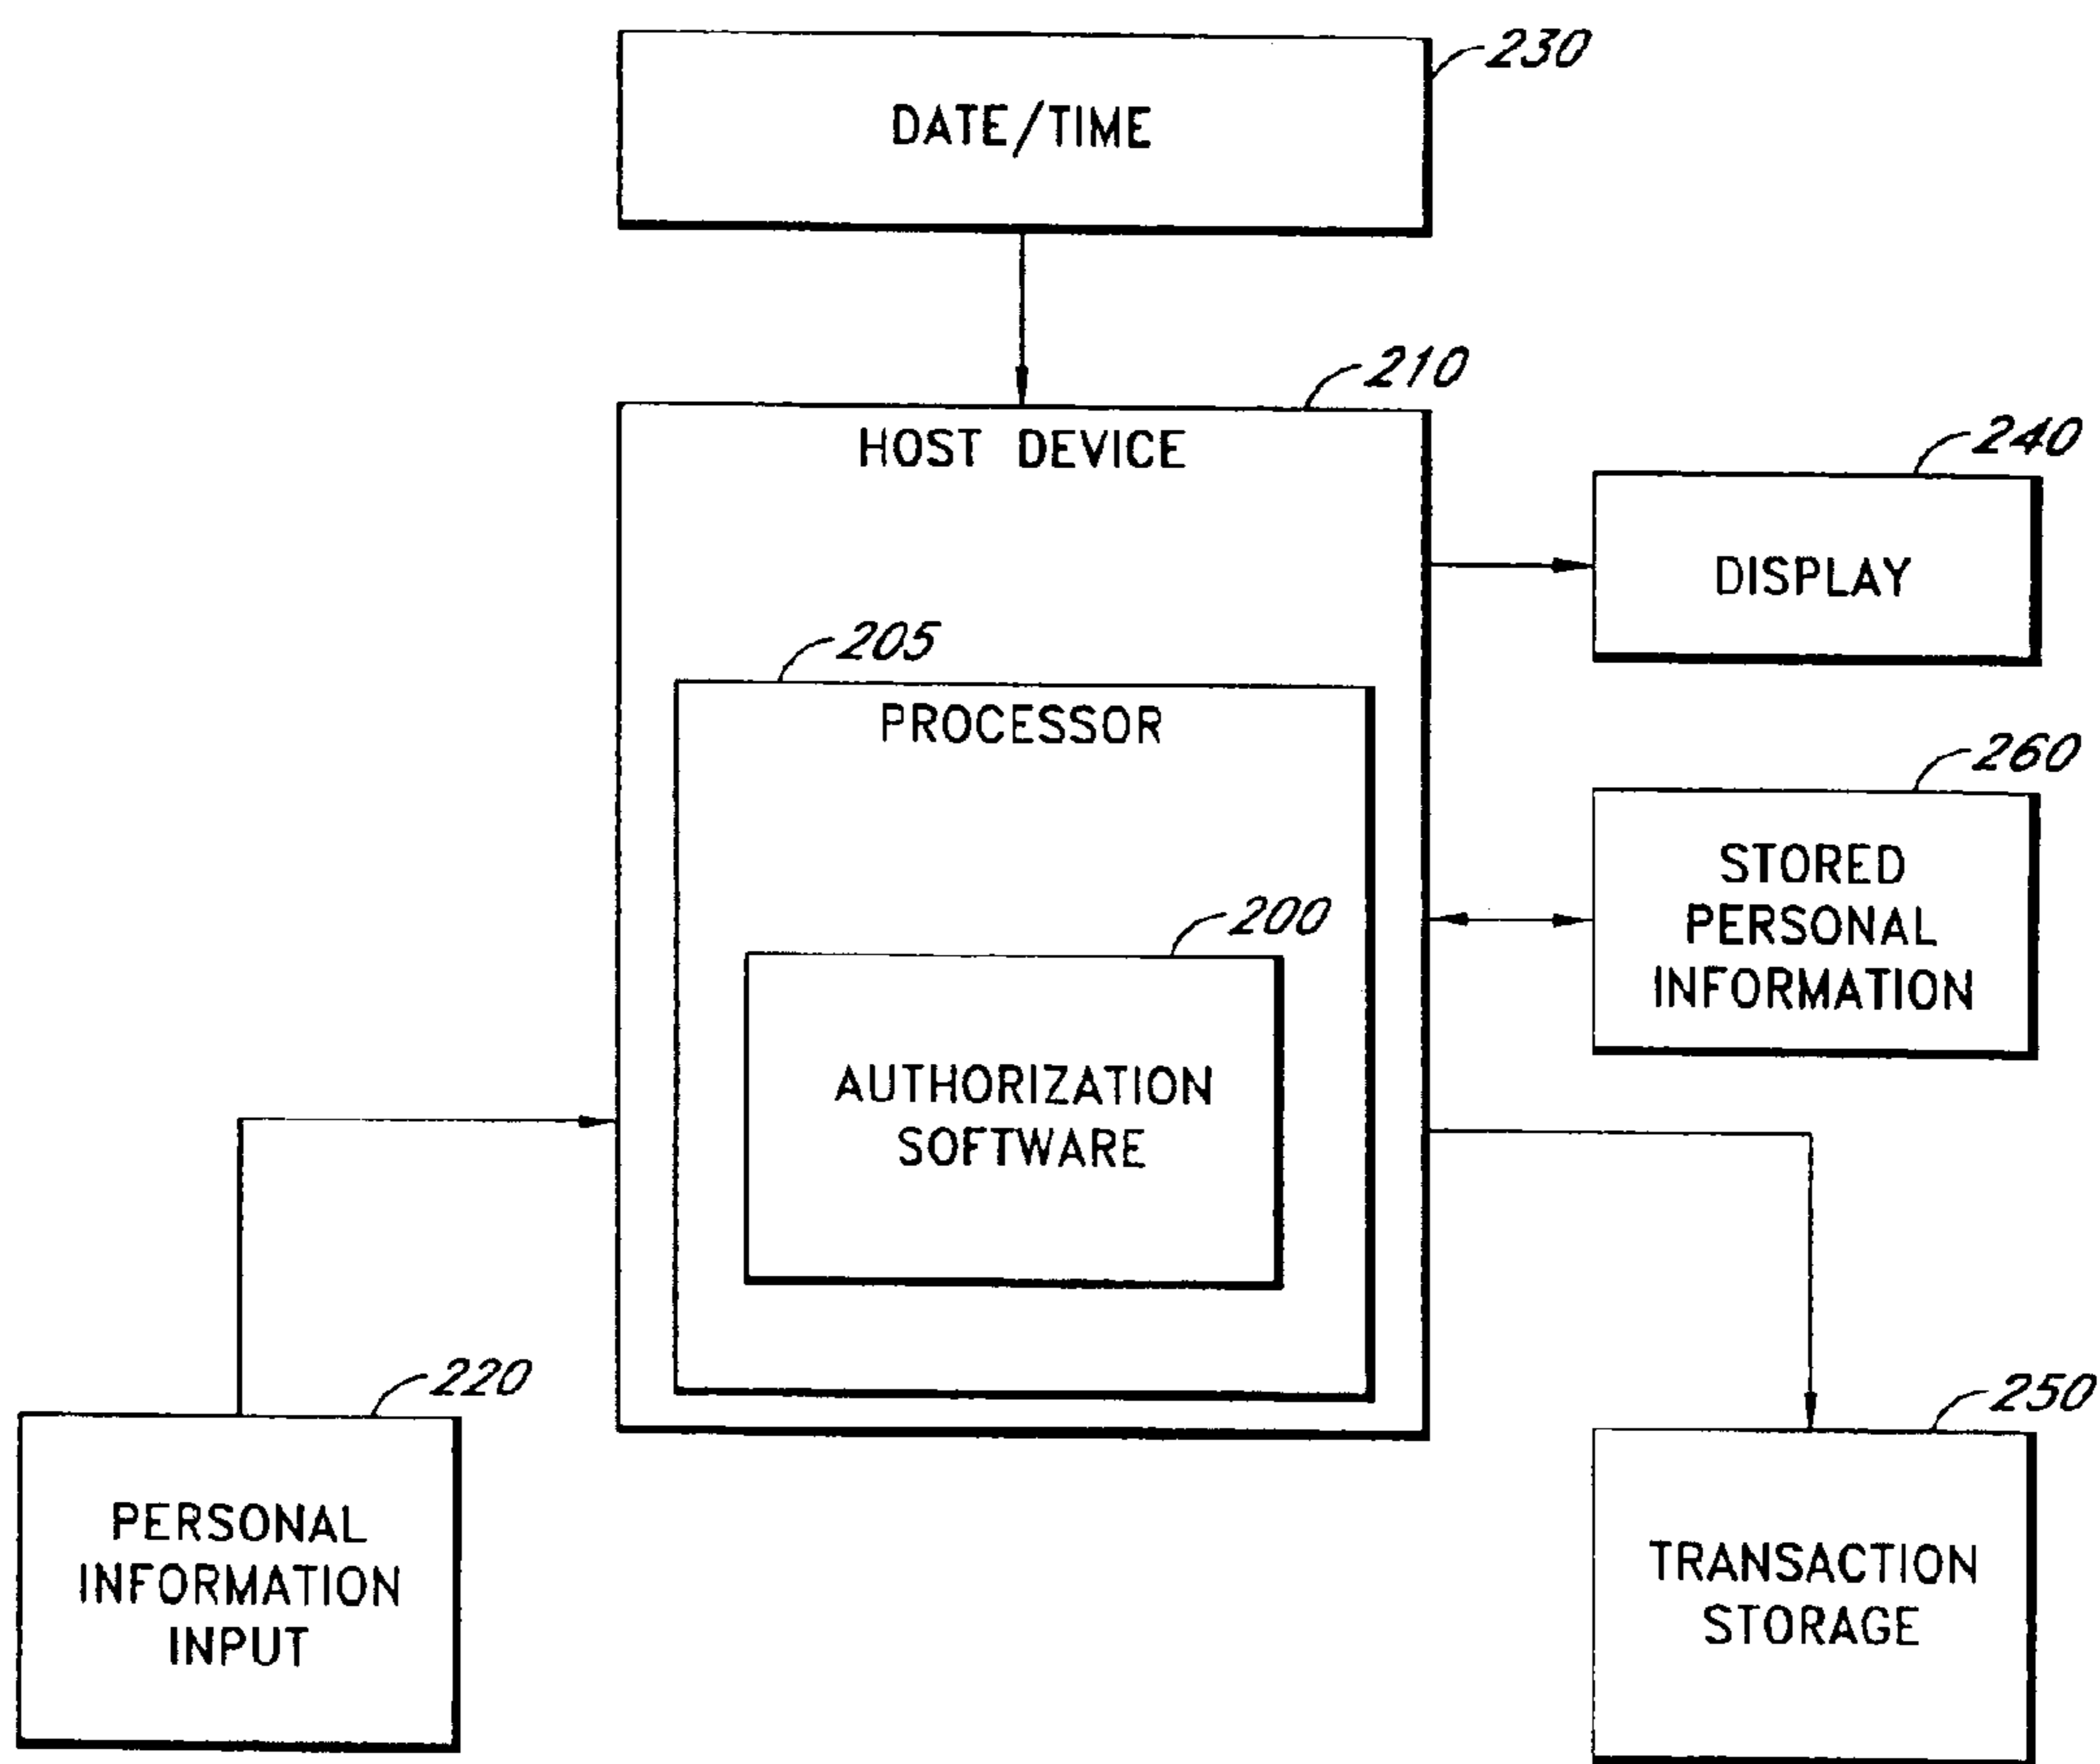 230
DATE/TIME
210
HOST DEVICE
240
DISPLAY
205
PROCESSOR
260
STORED
PERSONAL
INFORMATION
200
AUTHORIZATION
SOFTWARE
220
PERSONAL
INFORMATION
INPUT
250
TRANSACTION
STORAGE